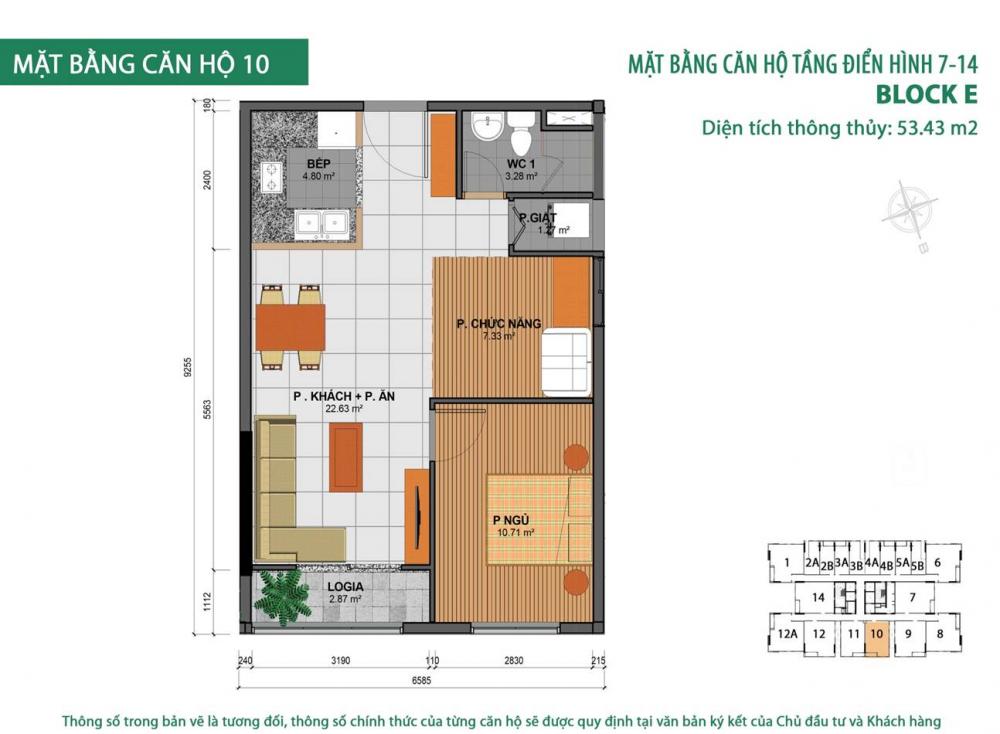 MẶT BẰNG CĂN HỘ 10
MẶT BẰNG CĂN HỘ TẦNG ĐIỂN HÌNH 7-14
BLOCK E
Diện tích thông thủy: 53.43 m2
180
2400
9255
5563
1112
BẾP
4.80 m²
WC 1
3.28 m²
P.GIẶT
P. CHỨC NĂNG
7.33 m²
P . KHÁCH + P. ĂN
22.63 m²
P NGỦ
10.71 m²
LOGIA
2.87 m²
B
240 3190 110 2830 215
6585
1 2A 2B 3A 3B 4A 4B 5A 5B 6
14 7
12A 12 11 10 9 8
Thông số trong bản vẽ là tương đối, thông số chính thức của từng căn hộ sẽ được quy định tại văn bản ký kết của Chủ đầu tư và Khách hàng